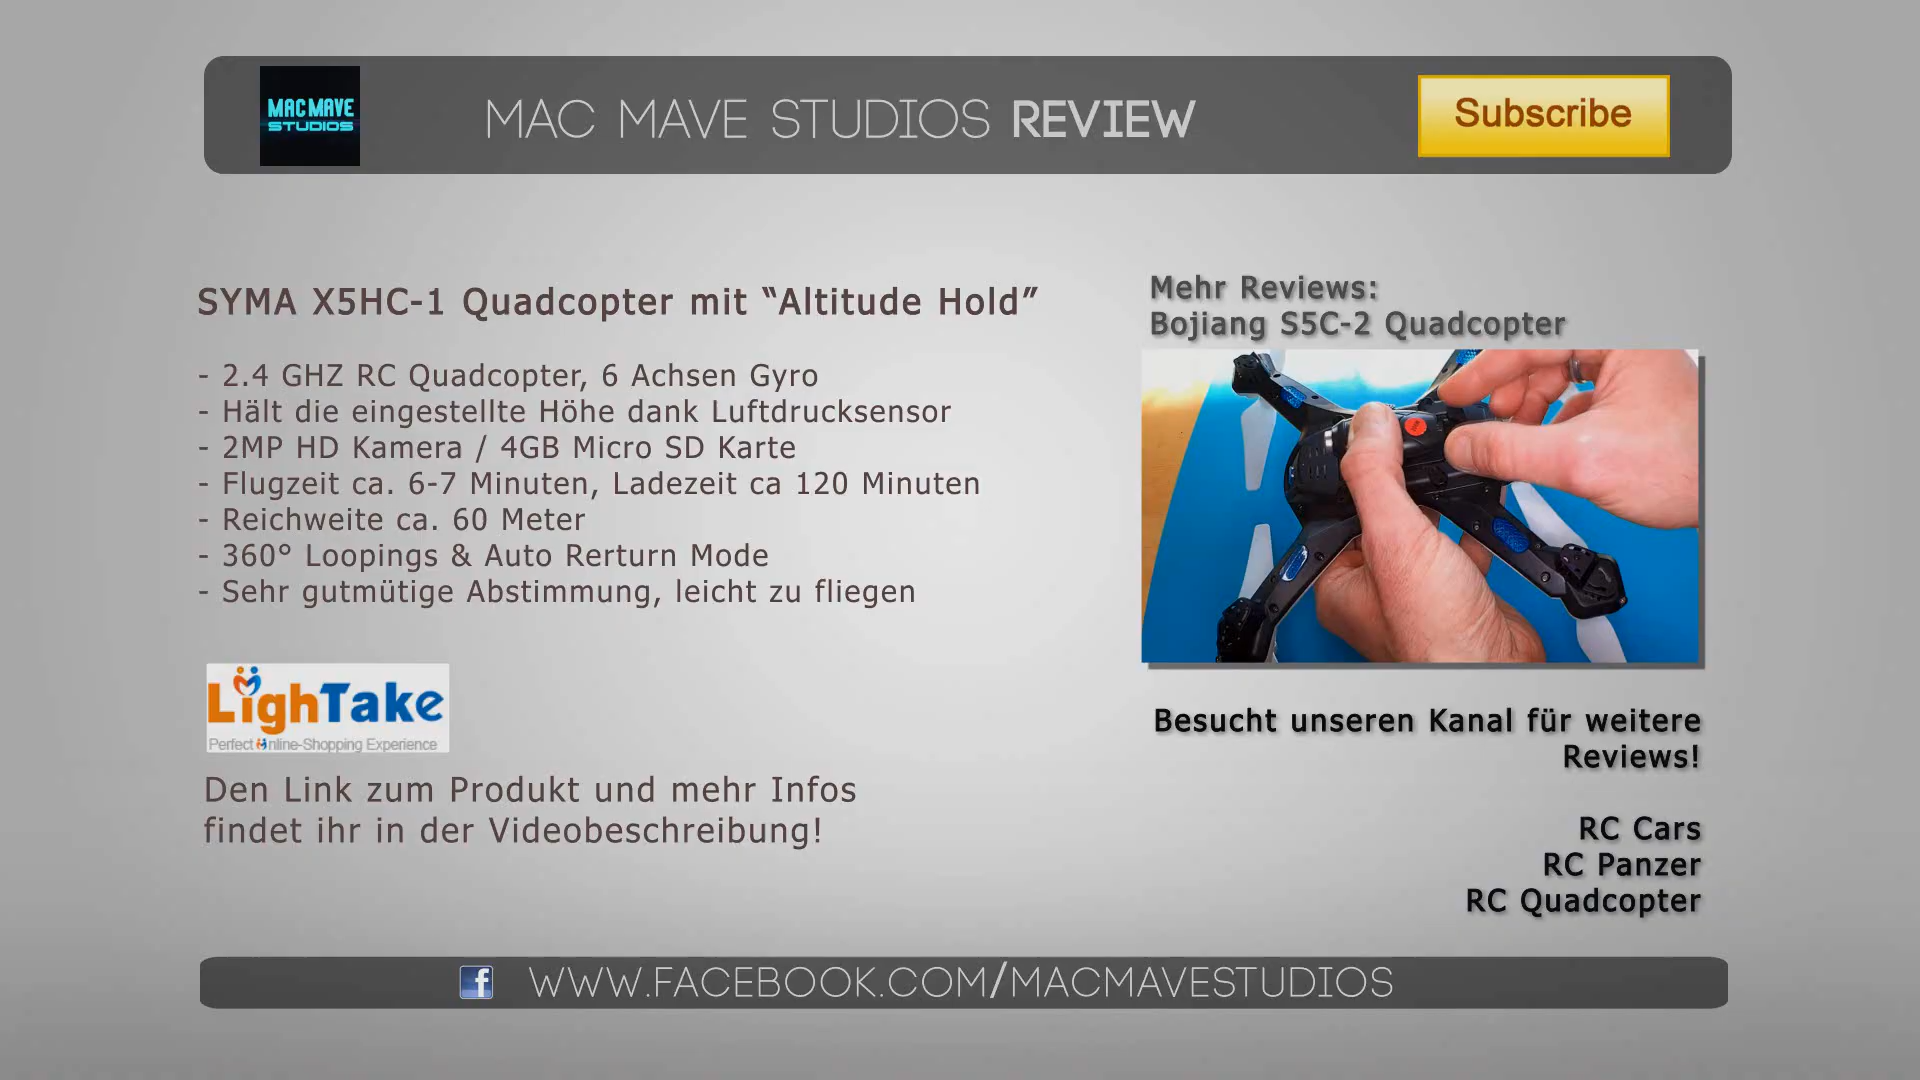 MAC MAVE
STUDIOS
MAC MAVE STUDIOS REVIEW
Subscribe
SYMA X5HC-1 Quadcopter mit “Altitude Hold”
- 2.4 GHZ RC Quadcopter, 6 Achsen Gyro
- Hält die eingestellte Höhe dank Luftdrucksensor
- 2MP HD Kamera / 4GB Micro SD Karte
- Flugzeit ca. 6-7 Minuten, Ladezeit ca 120 Minuten
- Reichweite ca. 60 Meter
- 360° Loopings & Auto Rerturn Mode
- Sehr gutmütige Abstimmung, leicht zu fliegen
LighTake
Perfect Online-Shopping Experience
Den Link zum Produkt und mehr Infos
findet ihr in der Videobeschreibung!
Mehr Reviews:
Bojiang S5C-2 Quadcopter
Besucht unseren Kanal für weitere
Reviews!
RC Cars
RC Panzer
RC Quadcopter
f WWW.FACEBOOK.COM/MACMAVESTUDIOS